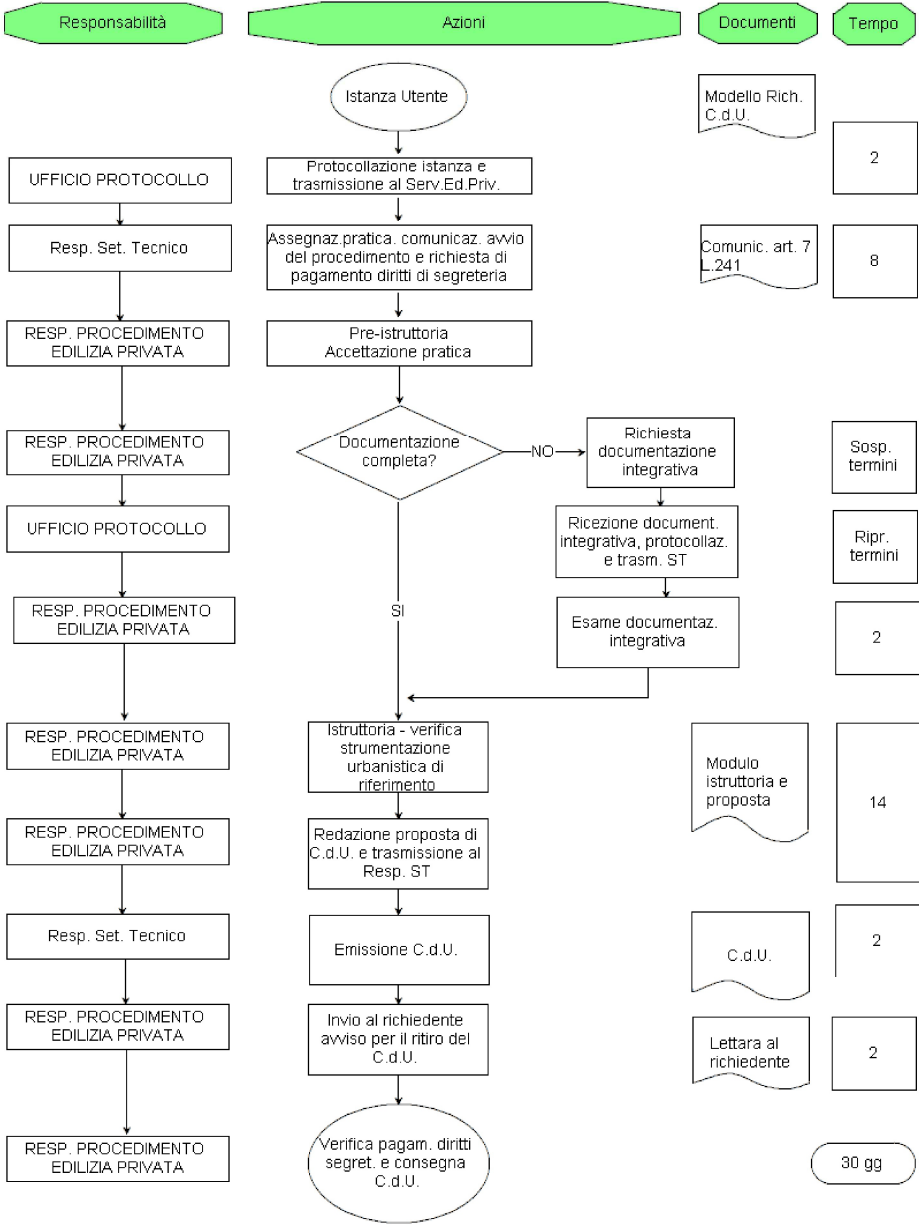 Responsabilità
Azioni
Documenti
Tempo
Istanza Utente
Modello Rich.
C.d.U.
2
UFFICIO PROTOCOLLO
Protocollazione istanza e
trasmissione al Serv.Ed.Priv.
Resp. Set. Tecnico
Assegnaz.pratica. comunicaz. avvio
del procedimento e richiesta di
pagamento diritti di segreteria
Comunic. art. 7
L.241
8
RESP. PROCEDIMENTO
EDILIZIA PRIVATA
Pre-istruttoria
Accettazione pratica
RESP. PROCEDIMENTO
EDILIZIA PRIVATA
Documentazione
completa?
NO
Richiesta
documentazione
integrativa
Sosp.
termini
UFFICIO PROTOCOLLO
Ricezione document.
integrativa, protocollaz.
e trasm. ST
Ripr.
termini
RESP. PROCEDIMENTO
EDILIZIA PRIVATA
SI
Esame documentaz.
integrativa
2
RESP. PROCEDIMENTO
EDILIZIA PRIVATA
Istruttoria - verifica
strumentazione
urbanistica di
riferimento
Modulo
istruttoria e
proposta
14
RESP. PROCEDIMENTO
EDILIZIA PRIVATA
Redazione proposta di
C.d.U. e trasmissione al
Resp. ST
Resp. Set. Tecnico
Emissione C.d.U.
C.d.U.
2
RESP. PROCEDIMENTO
EDILIZIA PRIVATA
Invio al richiedente
avviso per il ritiro del
C.d.U.
Lettara al
richiedente
2
RESP. PROCEDIMENTO
EDILIZIA PRIVATA
Verifica pagam. diritti
segret. e consegna
C.d.U.
30 gg